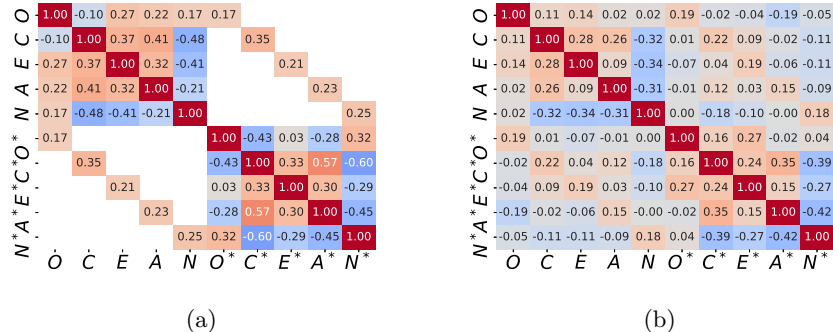 O 1.00 -0.10 0.27 0.22 0.17 0.17
C -0.10 1.00 0.37 0.41 -0.48 0.35
E 0.27 0.37 1.00 0.32 -0.41 0.21
A 0.22 0.41 0.32 1.00 -0.21 0.23
N 0.17 -0.48 -0.41 -0.21 1.00 0.25
O* 0.17 1.00 -0.43 0.03 -0.28 0.32
C* 0.35 -0.43 1.00 0.33 0.57 -0.60
E* 0.21 0.03 0.33 1.00 0.30 -0.29
A* 0.23 -0.28 0.57 0.30 1.00 -0.45
N* 0.25 0.32 -0.60 -0.29 -0.45 1.00
O C E A N O* C* E* A* N*
(a)
O 1.00 0.11 0.14 0.02 0.02 0.19 -0.02 -0.04 -0.19 -0.05
C 0.11 1.00 0.28 0.26 -0.32 0.01 0.22 0.09 -0.02 -0.11
E 0.14 0.28 1.00 0.09 -0.34 -0.07 0.04 0.19 -0.06 -0.11
A 0.02 0.26 0.09 1.00 -0.31 -0.01 0.12 0.03 0.15 -0.09
N 0.02 -0.32 -0.34 -0.31 1.00 0.00 -0.18 -0.10 -0.00 0.18
O* 0.19 0.01 -0.07 -0.01 0.00 1.00 0.16 0.27 -0.02 0.04
C* -0.02 0.22 0.04 0.12 -0.18 0.16 1.00 0.24 0.35 -0.39
E* -0.04 0.09 0.19 0.03 -0.10 0.27 0.24 1.00 0.15 -0.27
A* -0.19 -0.02 -0.06 0.15 -0.00 -0.02 0.35 0.15 1.00 -0.42
N* -0.05 -0.11 -0.11 -0.09 0.18 0.04 -0.39 -0.27 -0.42 1.00
O C E A N O* C* E* A* N*
(b)